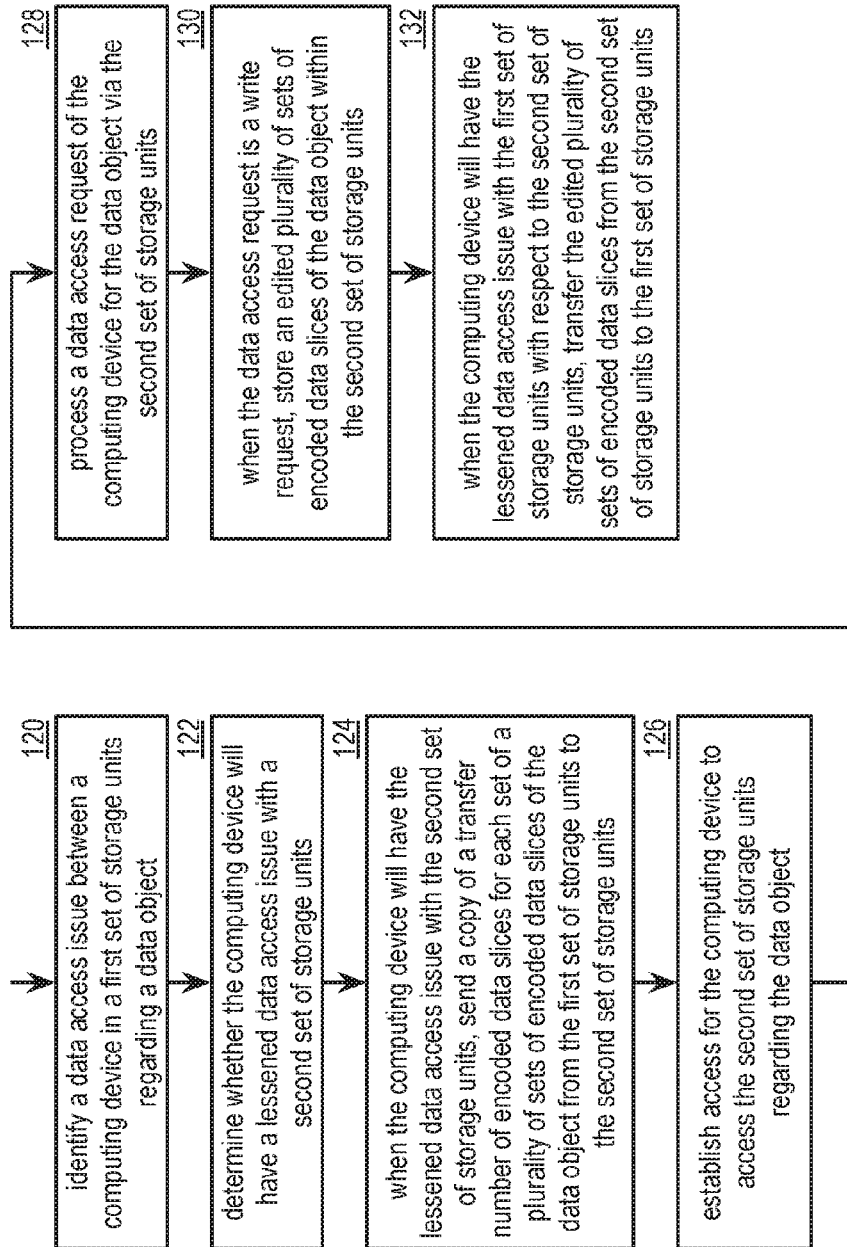 120
identify a data access issue between a
computing device in a first set of storage units
regarding a data object
122
determine whether the computing device will
have a lessened data access issue with a
second set of storage units
124
when the computing device will have the
lessened data access issue with the second set
of storage units, send a copy of a transfer
number of encoded data slices for each set of a
plurality of sets of encoded data slices of the
data object from the first set of storage units to
the second set of storage units
126
establish access for the computing device to
access the second set of storage units
regarding the data object
128
process a data access request of the
computing device for the data object via the
second set of storage units
130
when the data access request is a write
request, store an edited plurality of sets of
encoded data slices of the data object within
the second set of storage units
132
when the computing device will have the
lessened data access issue with the first set of
storage units with respect to the second set of
storage units, transfer the edited plurality of
sets of encoded data slices from the second set
of storage units to the first set of storage units